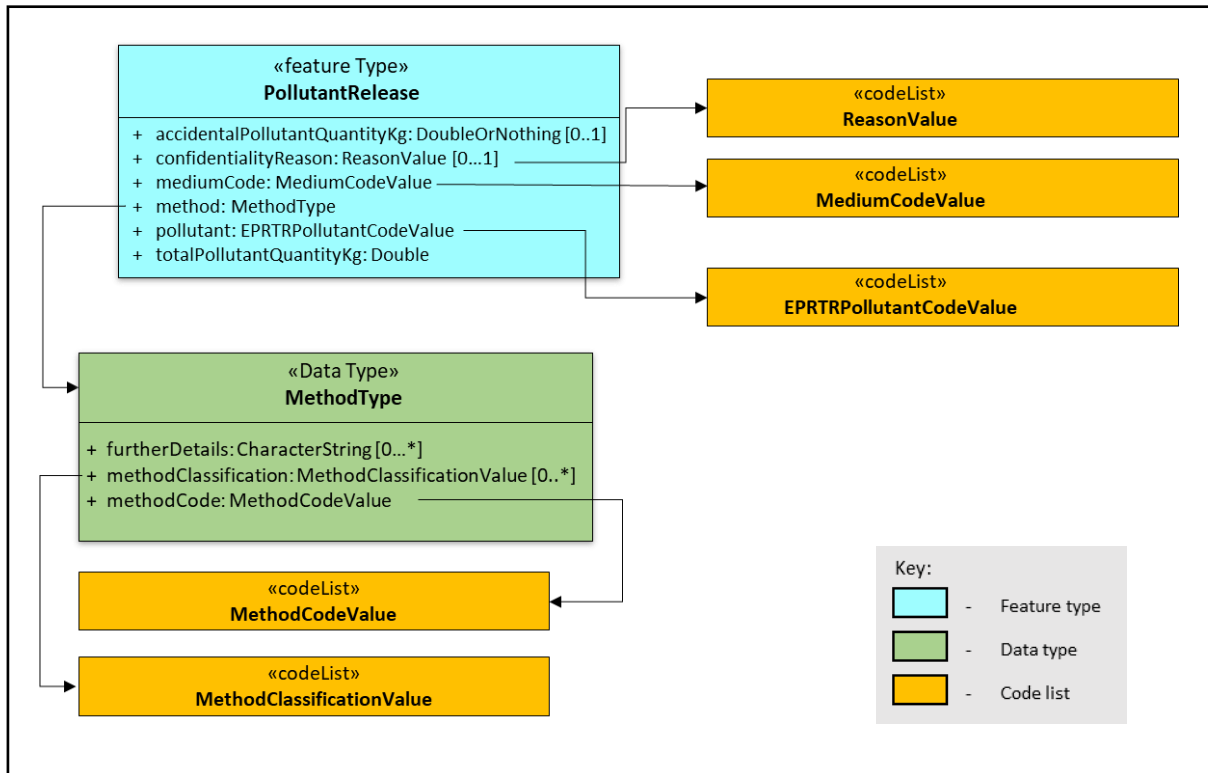 «feature Type»
PollutantRelease
+ accidentalPollutantQuantityKg: DoubleOrNothing [0..1]
+ confidentialityReason: ReasonValue [0...1]
+ mediumCode: MediumCodeValue
+ method: MethodType
+ pollutant: EPRTRPollutantCodeValue
+ totalPollutantQuantityKg: Double
«codeList»
ReasonValue
«codeList»
MediumCodeValue
«codeList»
EPRTRPollutantCodeValue
«Data Type»
MethodType
+ furtherDetails: CharacterString [0...*]
+ methodClassification: MethodClassificationValue [0..*]
+ methodCode: MethodCodeValue
«codeList»
MethodCodeValue
«codeList»
MethodClassificationValue
Key:
- Feature type
- Data type
- Code list